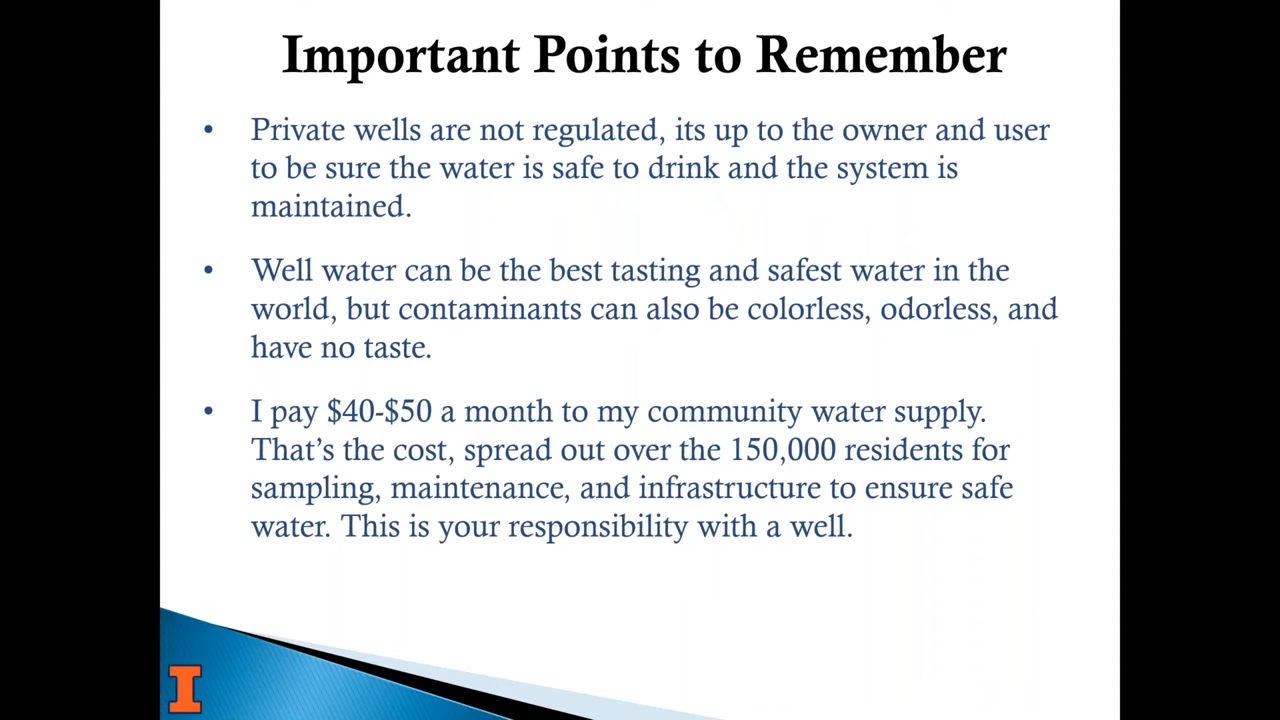 Important Points to Remember
• Private wells are not regulated, its up to the owner and user
to be sure the water is safe to drink and the system is
maintained.
• Well water can be the best tasting and safest water in the
world, but contaminants can also be colorless, odorless, and
have no taste.
• I pay $40-$50 a month to my community water supply.
That’s the cost, spread out over the 150,000 residents for
sampling, maintenance, and infrastructure to ensure safe
water. This is your responsibility with a well.
I